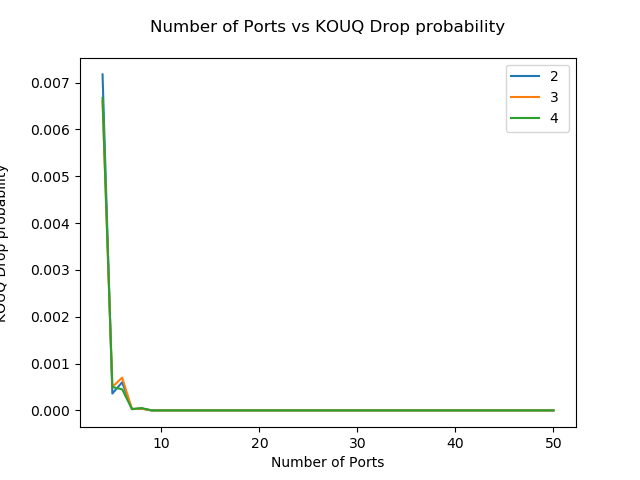 Number of Ports vs KOUQ Drop probability
2
3
4
0.007
0.006
0.005
0.004
0.003
0.002
0.001
0.000
KOUQ Drop probability
10 20 30 40 50
Number of Ports